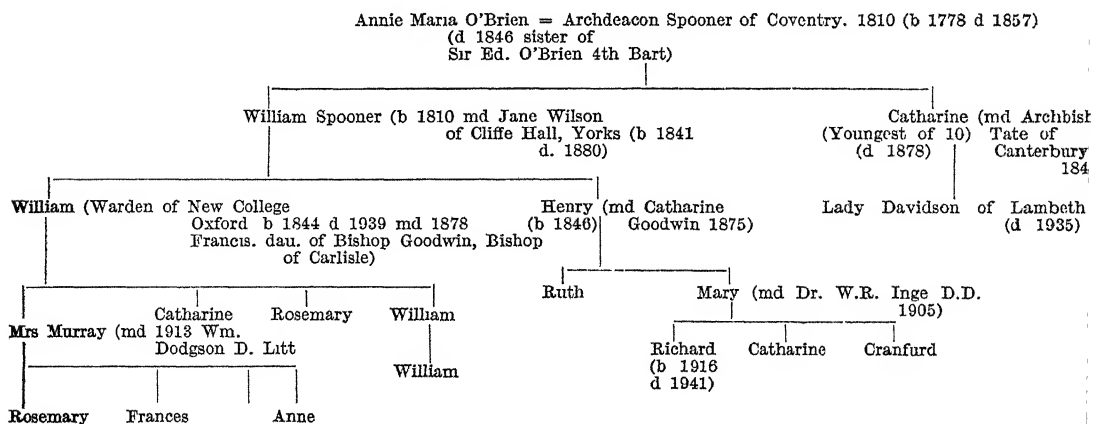 Annie Maria O'Brien = Archdeacon Spooner of Coventry. 1810 (b 1778 d 1857)
(d 1846 sister of
Sir Ed. O'Brien 4th Bart)
William Spooner (b 1810 md Jane Wilson
of Cliffe Hall, Yorks (b 1841
d. 1880)
Catharine (md Archbish
(Youngest of 10) Tate of
(d 1878) Canterbury
184
William (Warden of New College
Oxford b 1844 d 1939 md 1878
Francis. dau. of Bishop Goodwin, Bishop
of Carlisle)
Henry (md Catharine
(b 1846) Goodwin 1875)
Lady Davidson of Lambeth
(d 1935)
Ruth
Mary (md Dr. W.R. Inge D.D.
1905)
Catharine Rosemary William
Mrs Murray (md 1913 Wm.
Dodgson D. Litt
William
Richard Catharine Cranfurd
(b 1916
d 1941)
Rosemary Frances Anne